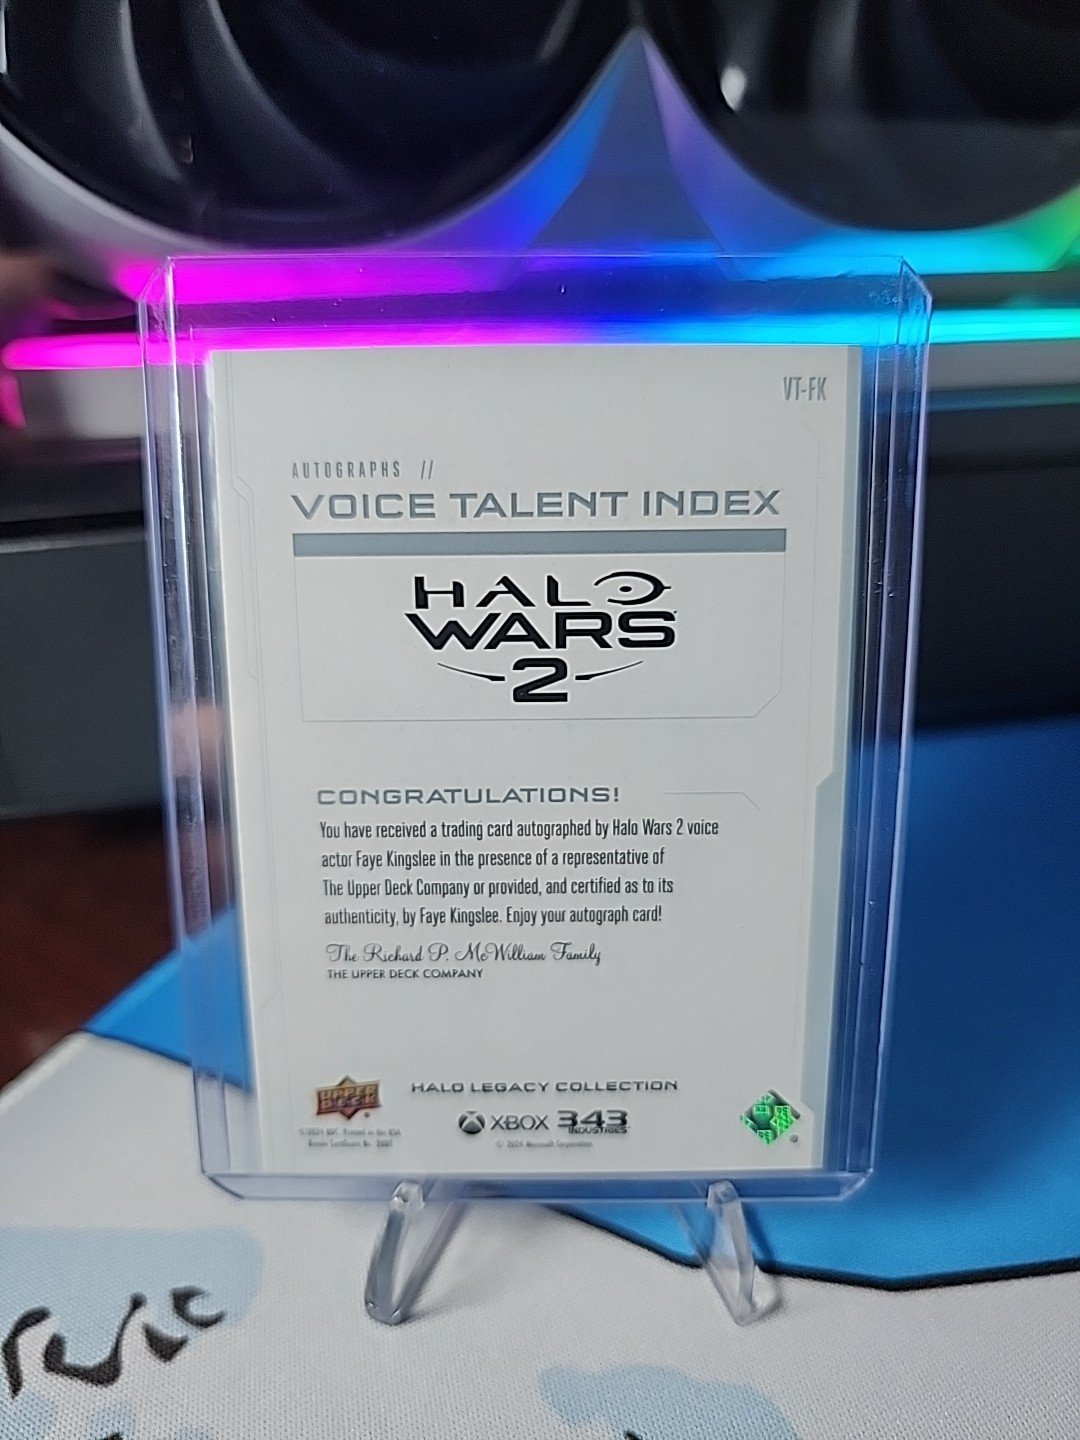 VT-FK
AUTOGRAPHS //
VOICE TALENT INDEX
HALO
WARS
2
CONGRATULATIONS!
You have received a trading card autographed by Halo Wars 2 voice
actor Faye Kingslee in the presence of a representative of
The Upper Deck Company or provided, and certified as to its
authenticity, by Faye Kingslee. Enjoy your autograph card!
The Richard P. McWilliam Family
THE UPPER DECK COMPANY
UPPER DECK
HALO LEGACY COLLECTION
XBOX 343 INDUSTRIES
© 2024 Microsoft Corporation